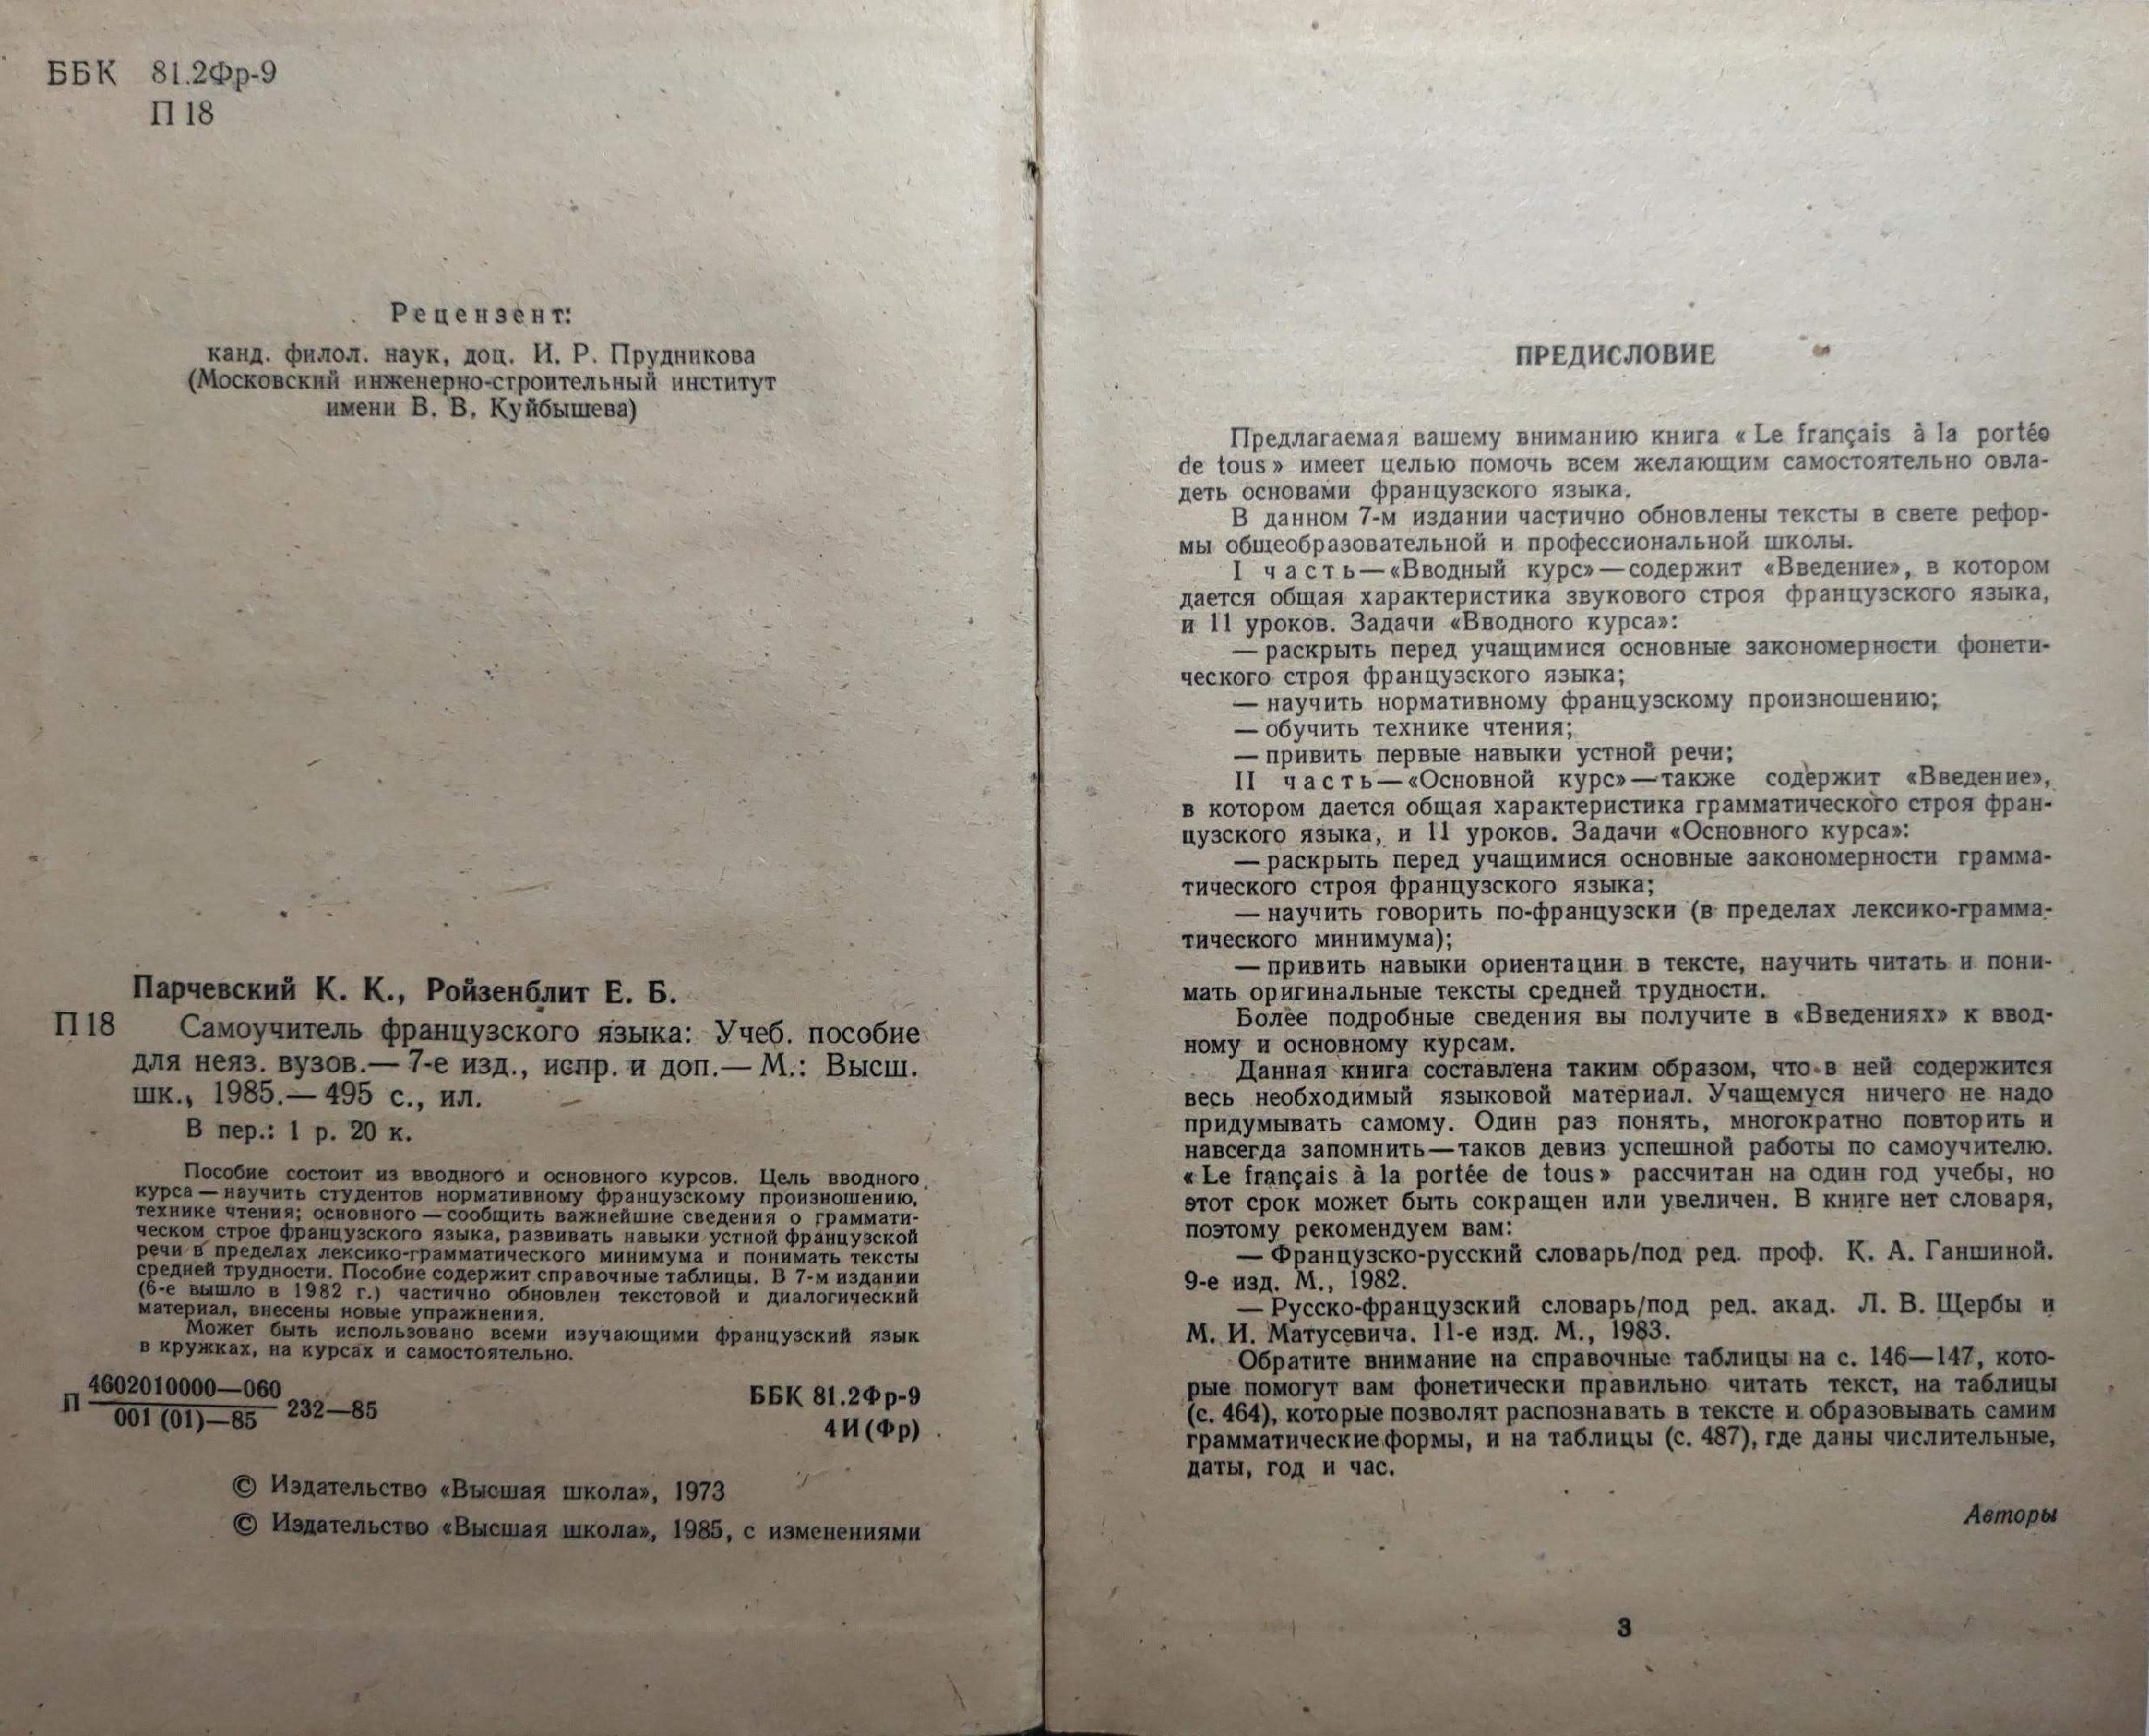 ББК 81.2Фр-9
П 18
Рецензент:
канд. филол. наук, доц. И. Р. Прудникова
(Московский инженерно-строительный институт
имени В. В. Куйбышева)
Парчевский К. К., Ройзенблит Е. Б.
П 18 Самоучитель французского языка: Учеб. пособие
для неяз. вузов.— 7-е изд., испр. и доп.— М.: Высш.
шк., 1985.— 495 с., ил.
В пер.: 1 р. 20 к.
Пособие состоит из вводного и основного курсов. Цель вводного
курса — научить студентов нормативному французскому произношению,
технике чтения; основного — сообщить важнейшие сведения о граммати-
ческом строе французского языка, развивать навыки устной французской
речи в пределах лексико-грамматического минимума и понимать тексты
средней трудности. Пособие содержит справочные таблицы. В 7-м издании
(6-е вышло в 1982 г.) частично обновлен текстовой и диалогический
материал, внесены новые упражнения.
Может быть использовано всеми изучающими французский язык
в кружках, на курсах и самостоятельно.
4602010000—060
П 232—85
001 (01)—85
ББК 81.2Фр-9
4И(Фр)
© Издательство «Высшая школа», 1973
© Издательство «Высшая школа», 1985, с изменениями
ПРЕДИСЛОВИЕ
Предлагаемая вашему вниманию книга « Le français à la portée
de tous » имеет целью помочь всем желающим самостоятельно овла-
деть основами французского языка.
В данном 7-м издании частично обновлены тексты в свете рефор-
мы общеобразовательной и профессиональной школы.
I часть—«Вводный курс»—содержит «Введение», в котором
дается общая характеристика звукового строя французского языка,
и 11 уроков. Задачи «Вводного курса»:
— раскрыть перед учащимися основные закономерности фонети-
ческого строя французского языка;
— научить нормативному французскому произношению;
— обучить технике чтения;
— привить первые навыки устной речи;
II часть—«Основной курс»—также содержит «Введение»,
в котором дается общая характеристика грамматического строя фран-
цузского языка, и 11 уроков. Задачи «Основного курса»:
— раскрыть перед учащимися основные закономерности грамма-
тического строя французского языка;
— научить говорить по-французски (в пределах лексико-грамма-
тического минимума);
— привить навыки ориентации в тексте, научить читать и пони-
мать оригинальные тексты средней трудности.
Более подробные сведения вы получите в «Введениях» к ввод-
ному и основному курсам.
Данная книга составлена таким образом, что в ней содержится
весь необходимый языковой материал. Учащемуся ничего не надо
придумывать самому. Один раз понять, многократно повторить и
навсегда запомнить—таков девиз успешной работы по самоучителю.
« Le français à la portée de tous » рассчитан на один год учебы, но
этот срок может быть сокращен или увеличен. В книге нет словаря,
поэтому рекомендуем вам:
— Французско-русский словарь/под ред. проф. К. А. Ганшиной.
9-е изд. М., 1982.
— Русско-французский словарь/под ред. акад. Л. В. Щербы и
М. И. Матусевича. 11-е изд. М., 1983.
Обратите внимание на справочные таблицы на с. 146—147, кото-
рые помогут вам фонетически правильно читать текст, на таблицы
(с. 464), которые позволят распознавать в тексте и образовывать самим
грамматические формы, и на таблицы (с. 487), где даны числительные,
даты, год и час.
Авторы
3